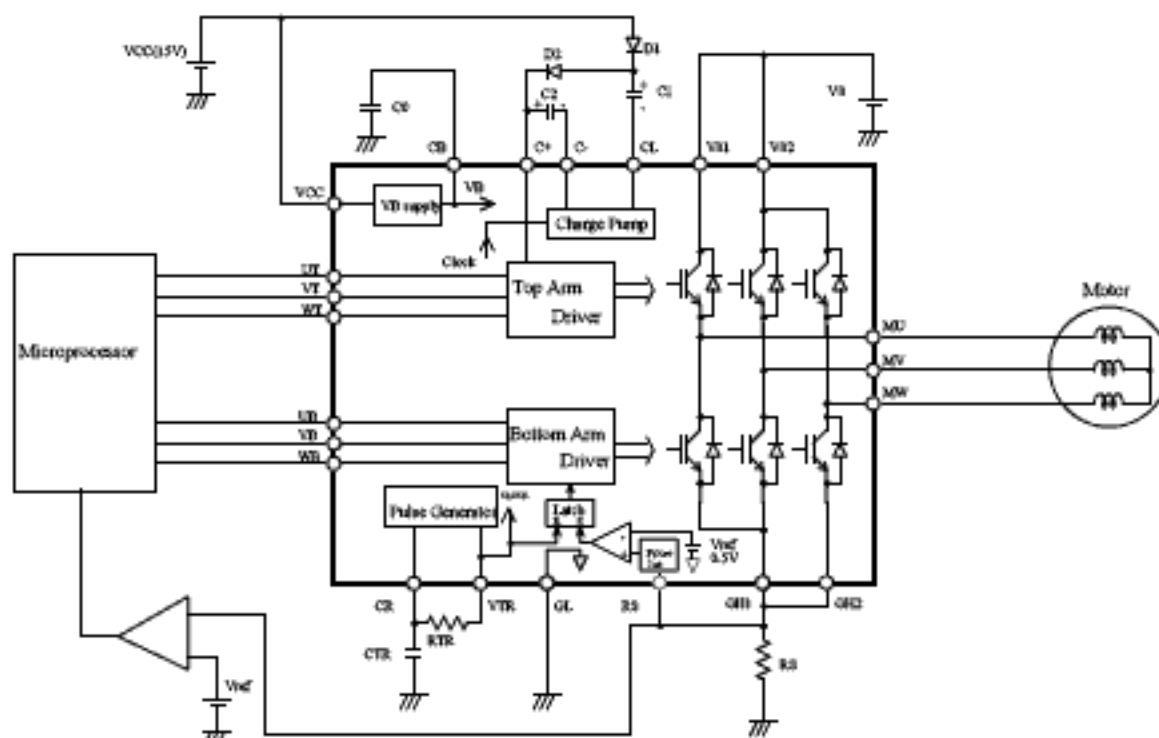 VCC(15V)
D2
D1
C2
+
-
+
C1
-
C0
VS
CB
C+
C-
CL
VS1
VS2
VCC
VB supply
VB
Charge Pump
Clock
UT
VT
WT
Top Arm
Driver
Motor
Microprocessor
MU
MV
MW
UB
VB
WB
Bottom Arm
Driver
Pulse Generator
Clock
Latch
-
+
Vref
0.5V
CR
VTR
GL
RS
GH1
GH2
RTR
CTR
RS
Vref